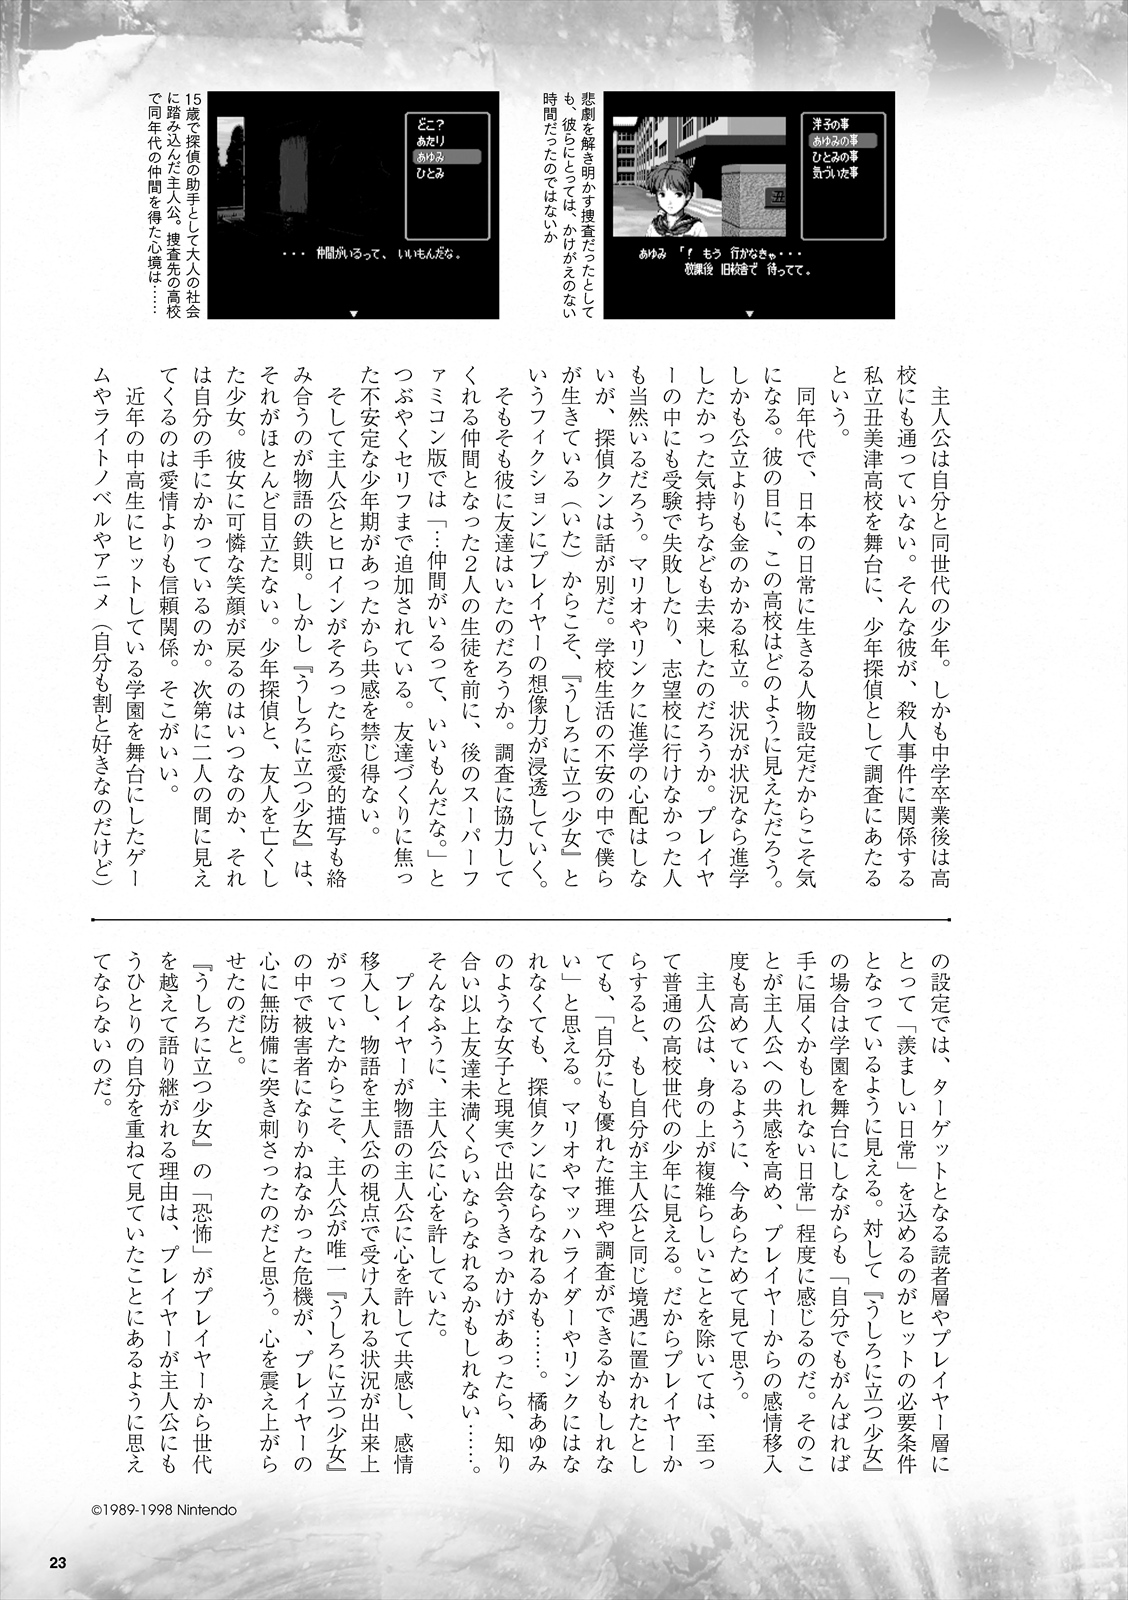 洋子の事
あゆみの事
ひとみの事
気づいた事
あゆみ 「！ もう 行かなきゃ・・・
放課後 旧校舎で 待ってて。
▼
悲劇を解き明かす捜査だったとして
も、彼らにとっては、かけがえのない
時間だったのではないか
どこ？
あたり
あゆみ
ひとみ
・・・ 仲間がいるって、 いいもんだな。
▼
15歳で探偵の助手として大人の社会
に踏み込んだ主人公。捜査先の高校
で同年代の仲間を得た心境は……
主人公は自分と同世代の少年。しかも中学卒業後は高
校にも通っていない。そんな彼が、殺人事件に関係する
私立丑美津高校を舞台に、少年探偵として調査にあたる
という。
同年代で、日本の日常に生きる人物設定だからこそ気
になる。彼の目に、この高校はどのように見えただろう。
しかも公立よりも金のかかる私立。状況が状況なら進学
したかった気持ちなども去来したのだろうか。プレイヤ
ーの中にも受験で失敗したり、志望校に行けなかった人
も当然いるだろう。マリオやリンクに進学の心配はしな
いが、探偵クンは話が別だ。学校生活の不安の中で僕ら
が生きている（いた）からこそ、『うしろに立つ少女』と
いうフィクションにプレイヤーの想像力が浸透していく。
そもそも彼に友達はいたのだろうか。調査に協力して
くれる仲間となった２人の生徒を前に、後のスーパーフ
ァミコン版では「…仲間がいるって、いいもんだな。」と
つぶやくセリフまで追加されている。友達づくりに焦っ
た不安定な少年期があったから共感を禁じ得ない。
そして主人公とヒロインがそろったら恋愛的描写も絡
み合うのが物語の鉄則。しかし『うしろに立つ少女』は、
それがほとんど目立たない。少年探偵と、友人を亡くし
た少女。彼女に可憐な笑顔が戻るのはいつなのか、それ
は自分の手にかかっているのか。次第に二人の間に見え
てくるのは愛情よりも信頼関係。そこがいい。
近年の中高生にヒットしている学園を舞台にしたゲー
ムやライトノベルやアニメ（自分も割と好きなのだけど）
の設定では、ターゲットとなる読者層やプレイヤー層に
とって「羨ましい日常」を込めるのがヒットの必要条件
となっているように見える。対して『うしろに立つ少女』
の場合は学園を舞台にしながらも「自分でもがんばれば
手に届くかもしれない日常」程度に感じるのだ。そのこ
とが主人公への共感を高め、プレイヤーからの感情移入
度も高めているように、今あらためて見て思う。
主人公は、身の上が複雑らしいことを除いては、至っ
て普通の高校世代の少年に見える。だからプレイヤーか
らすると、もし自分が主人公と同じ境遇に置かれたとし
ても、「自分にも優れた推理や調査ができるかもしれな
い」と思える。マリオやマッハライダーやリンクにはな
れなくても、探偵クンにならなれるかも……。橘あゆみ
のような女子と現実で出会うきっかけがあったら、知り
合い以上友達未満くらいならなれるかもしれない……。
そんなふうに、主人公に心を許していた。
プレイヤーが物語の主人公に心を許して共感し、感情
移入し、物語を主人公の視点で受け入れる状況が出来上
がっていたからこそ、主人公が唯一『うしろに立つ少女』
の中で被害者になりかねなかった危機が、プレイヤーの
心に無防備に突き刺さったのだと思う。心を震え上がら
せたのだと。
『うしろに立つ少女』の「恐怖」がプレイヤーから世代
を越えて語り継がれる理由は、プレイヤーが主人公にも
うひとりの自分を重ねて見ていたことにあるように思え
てならないのだ。
©1989-1998 Nintendo
23